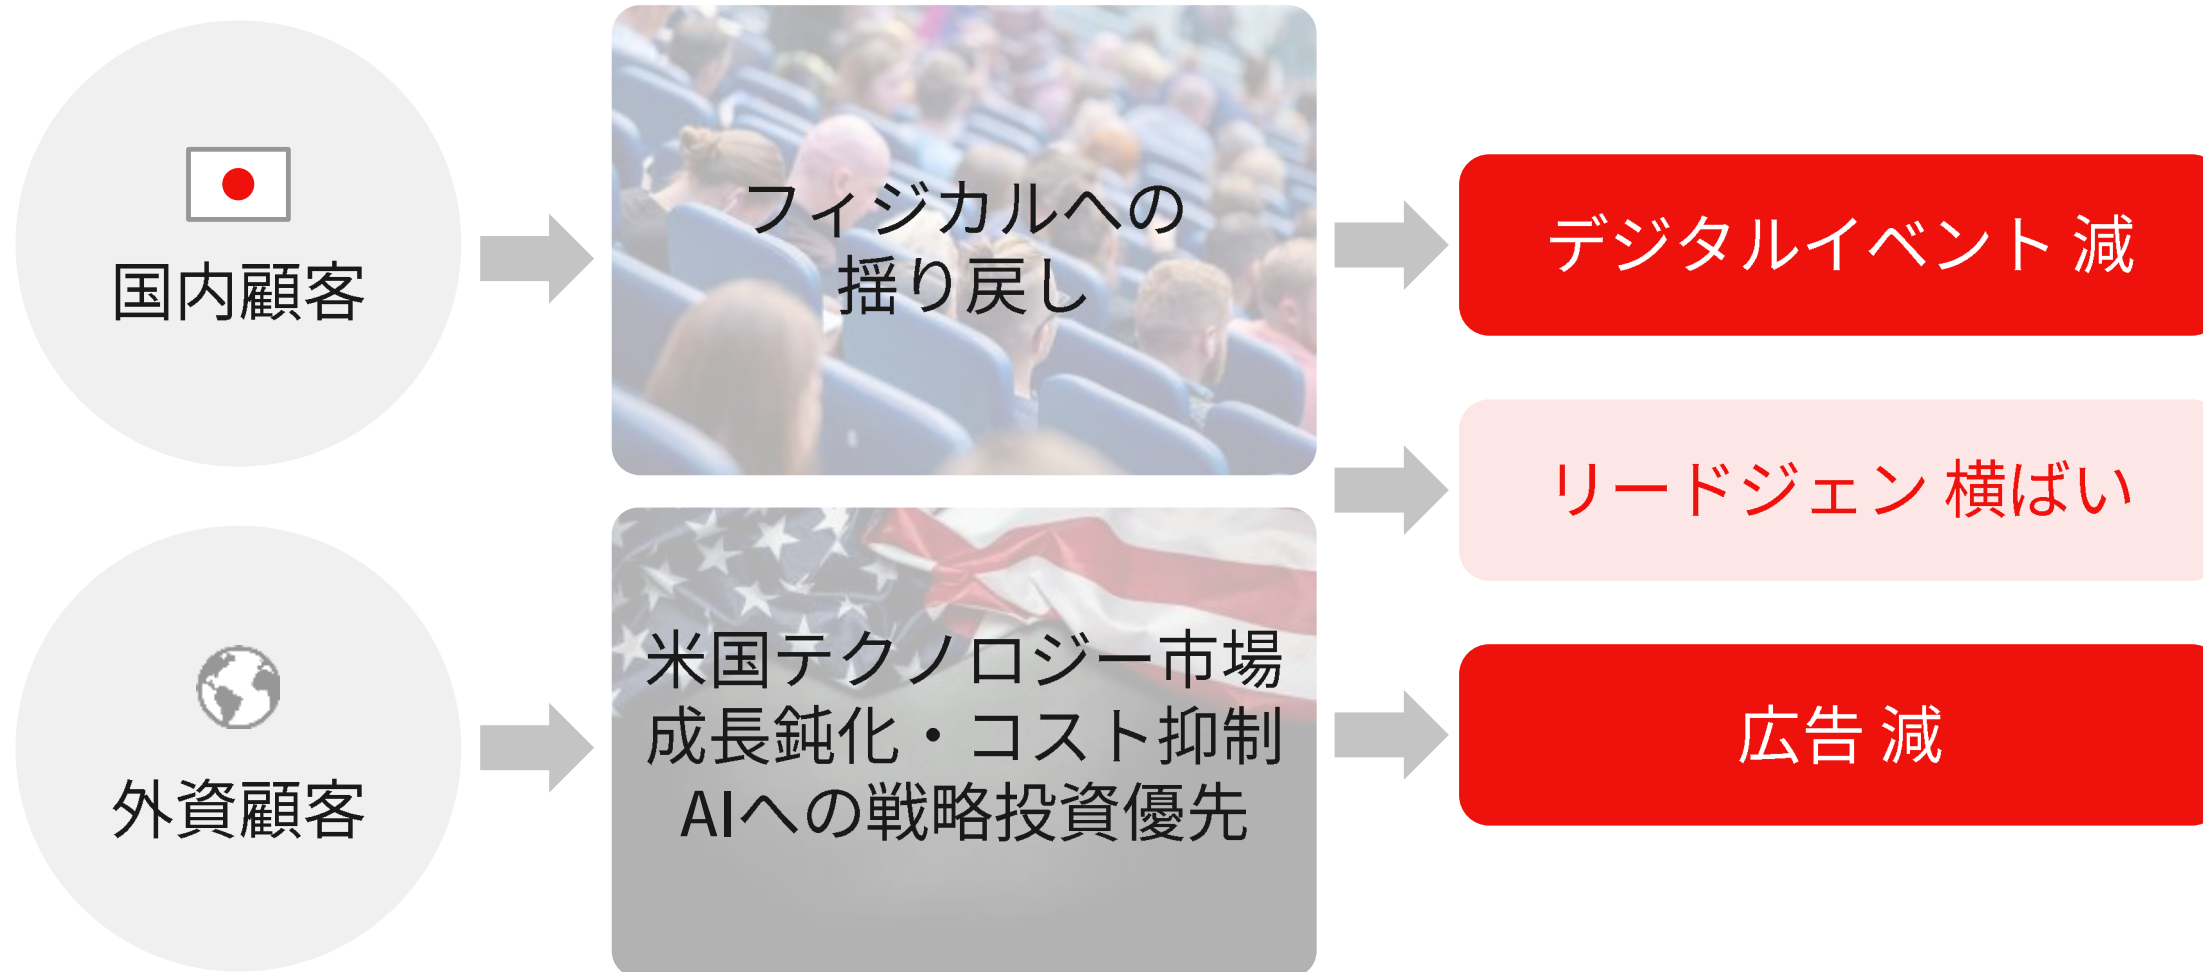 国内顧客
フィジカルへの
揺り戻し
デジタルイベント 減
リードジェン 横ばい
外資顧客
米国テクノロジー市場
成長鈍化・コスト抑制
AIへの戦略投資優先
広告 減